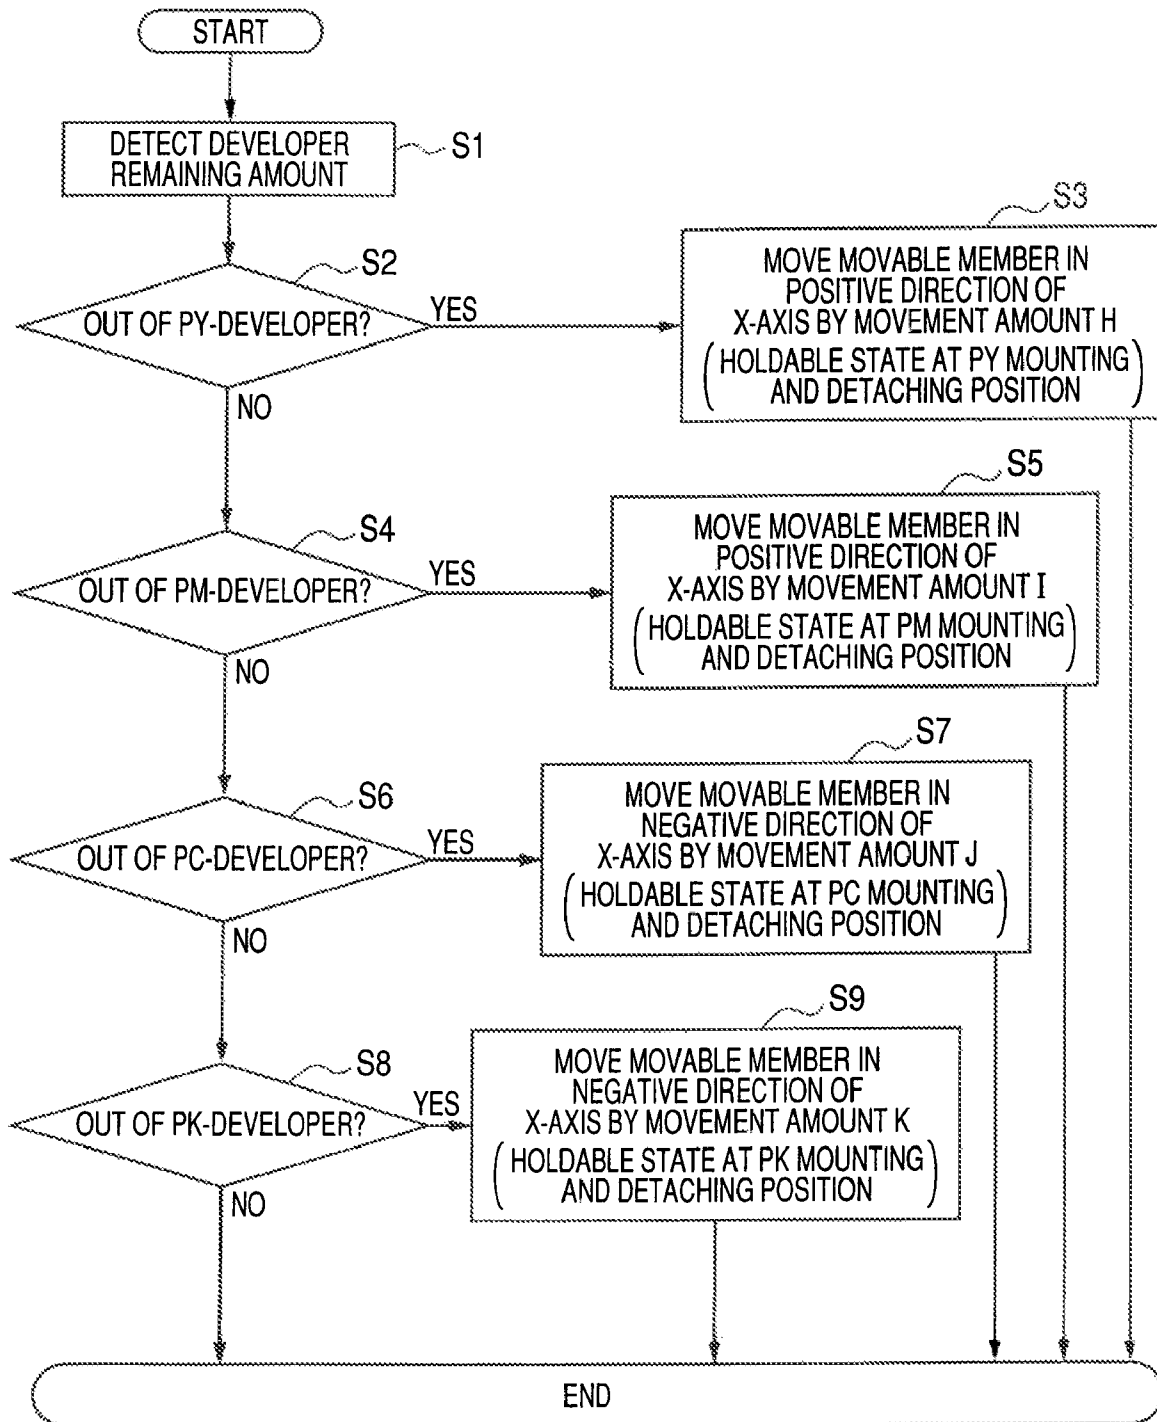 START
DETECT DEVELOPER
REMAINING AMOUNT
S1
S2
OUT OF PY-DEVELOPER?
YES
NO
S3
MOVE MOVABLE MEMBER IN
POSITIVE DIRECTION OF
X-AXIS BY MOVEMENT AMOUNT H
(HOLDABLE STATE AT PY MOUNTING
AND DETACHING POSITION)
S4
OUT OF PM-DEVELOPER?
YES
NO
S5
MOVE MOVABLE MEMBER IN
POSITIVE DIRECTION OF
X-AXIS BY MOVEMENT AMOUNT I
(HOLDABLE STATE AT PM MOUNTING
AND DETACHING POSITION)
S6
OUT OF PC-DEVELOPER?
YES
NO
S7
MOVE MOVABLE MEMBER IN
NEGATIVE DIRECTION OF
X-AXIS BY MOVEMENT AMOUNT J
(HOLDABLE STATE AT PC MOUNTING
AND DETACHING POSITION)
S8
OUT OF PK-DEVELOPER?
YES
NO
S9
MOVE MOVABLE MEMBER IN
NEGATIVE DIRECTION OF
X-AXIS BY MOVEMENT AMOUNT K
(HOLDABLE STATE AT PK MOUNTING
AND DETACHING POSITION)
END